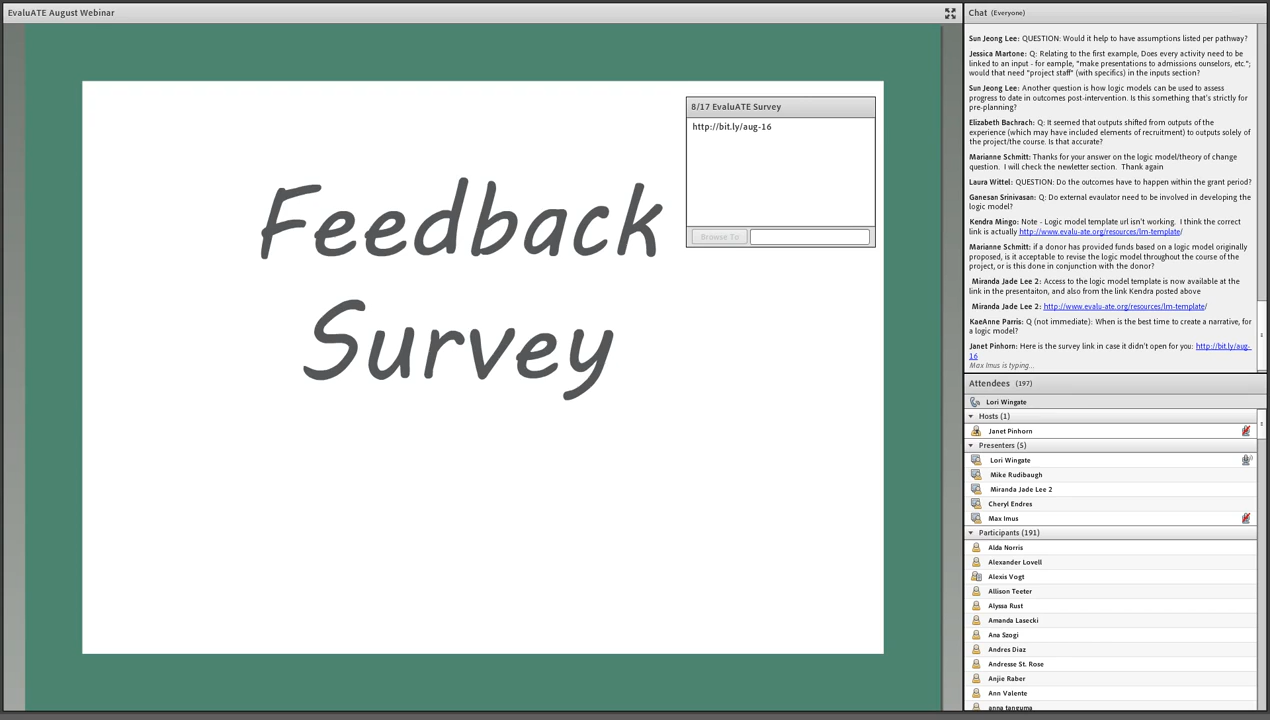 EvaluATE August Webinar
Feedback
Survey
8/17 EvaluATE Survey
http://bit.ly/aug-16
Browse To
Chat (Everyone)
Sun Jeong Lee: QUESTION: Would it help to have assumptions listed per pathway?
Jessica Martone: Q: Relating to the first example, Does every activity need to be
linked to an input - for eample, "make presentations to admissions ounselors, etc.";
would that need "project staff" (with specifics) in the inputs section?
Sun Jeong Lee: Another question is how logic models can be used to assess
progress to date in outcomes post-intervention. Is this something that's strictly for
pre-planning?
Elizabeth Bachrach: Q: It seemed that outputs shifted from outputs of the
experience (which may have included elements of recruitment) to outputs solely of
the project/the course. Is that accurate?
Marianne Schmitt: Thanks for your answer on the logic model/theory of change
question. I will check the newletter section. Thank again
Laura Wittel: QUESTION: Do the outcomes have to happen within the grant period?
Ganesan Srinivasan: Q: Do external evaulator need to be involved in developing the
logic model?
Kendra Mingo: Note - Logic model template url isn't working. I think the correct
link is actually http://www.evalu-ate.org/resources/lm-template/
Marianne Schmitt: if a donor has provided funds based on a logic model originally
proposed, is it acceptable to revise the logic model throughout the course of the
project, or is this done in conjunction with the donor?
Miranda Jade Lee 2: Access to the logic model template is now available at the
link in the presentaiton, and also from the link Kendra posted above
Miranda Jade Lee 2: http://www.evalu-ate.org/resources/lm-template/
KaeAnne Parris: Q (not immediate): When is the best time to create a narrative, for
a logic model?
Janet Pinhorn: Here is the survey link in case it didn't open for you: http://bit.ly/aug-
16
Max Imus is typing...
Attendees (197)
Lori Wingate
Hosts (1)
Janet Pinhorn
Presenters (5)
Lori Wingate
Mike Rudibaugh
Miranda Jade Lee 2
Cheryl Endres
Max Imus
Participants (191)
Alda Norris
Alexander Lovell
Alexis Vogt
Allison Teeter
Alyssa Rust
Amanda Lasecki
Ana Szogi
Andres Diaz
Andresse St. Rose
Anjie Raber
Ann Valente
anna tanguma